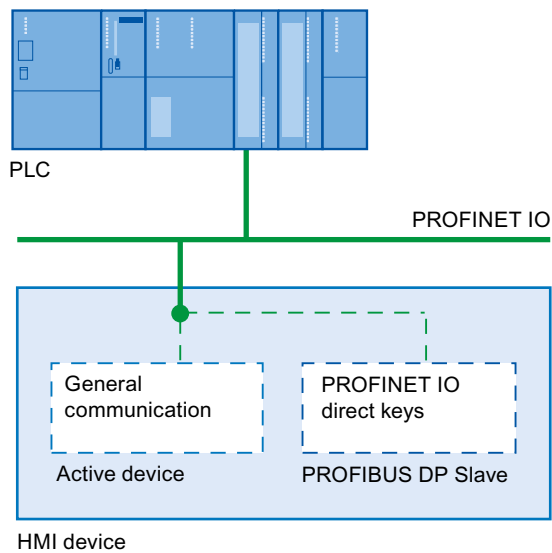 PLC
PROFINET IO
General
communication
PROFINET IO
direct keys
Active device
PROFIBUS DP Slave
HMI device